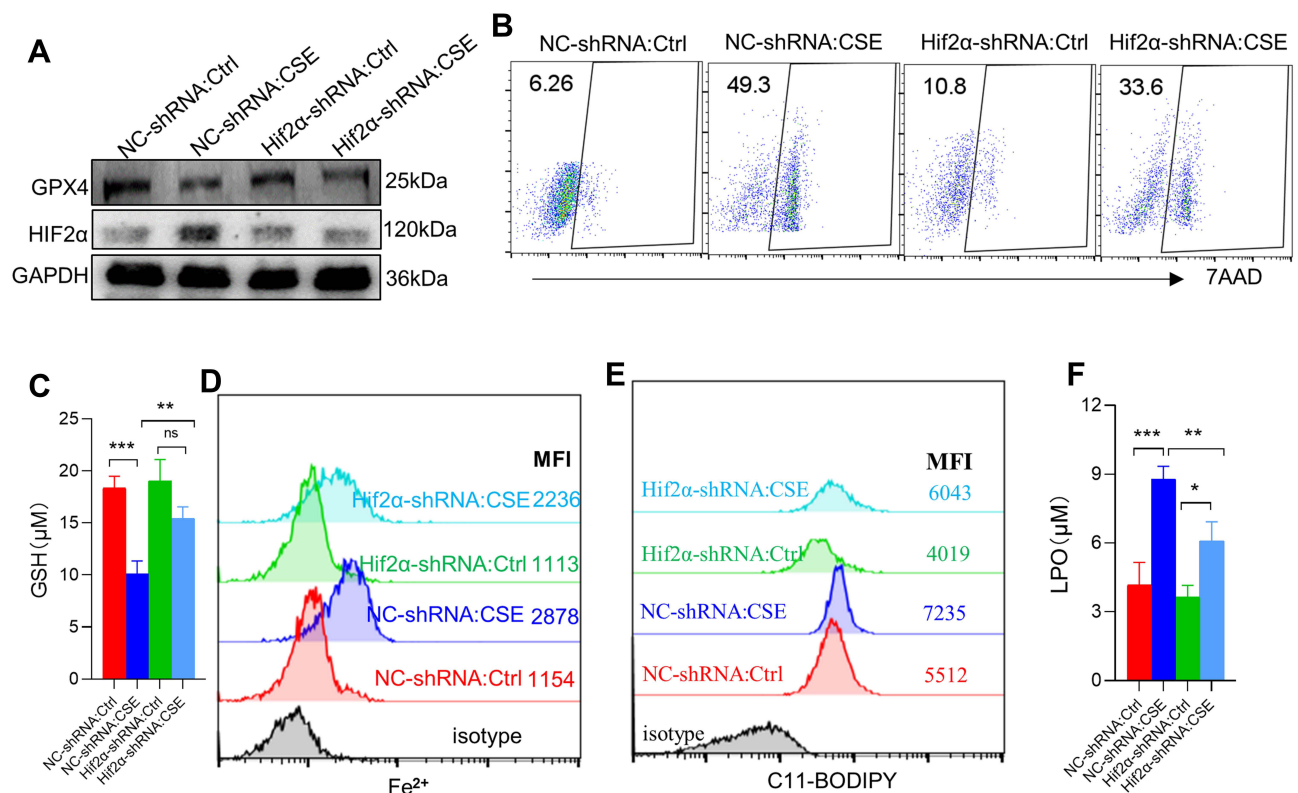 A
NC-shRNA:Ctrl
NC-shRNA:CSE
Hif2α-shRNA:Ctrl
Hif2α-shRNA:CSE
GPX4
25kDa
HIF2α
120kDa
GAPDH
36kDa
B
NC-shRNA:Ctrl
NC-shRNA:CSE
Hif2α-shRNA:Ctrl
Hif2α-shRNA:CSE
6.26
49.3
10.8
33.6
7AAD
C
GSH(μM)
25
20
15
10
5
0
***
**
ns
NC-shRNA:Ctrl
NC-shRNA:CSE
Hif2α-shRNA:Ctrl
Hif2α-shRNA:CSE
D
MFI
Hif2α-shRNA:CSE 2236
Hif2α-shRNA:Ctrl 1113
NC-shRNA:CSE 2878
NC-shRNA:Ctrl 1154
isotype
Fe²⁺
E
MFI
Hif2α-shRNA:CSE 6043
Hif2α-shRNA:Ctrl 4019
NC-shRNA:CSE 7235
NC-shRNA:Ctrl 5512
isotype
C11-BODIPY
F
LPO(μM)
12
9
6
3
0
***
**
*
NC-shRNA:Ctrl
NC-shRNA:CSE
Hif2α-shRNA:Ctrl
Hif2α-shRNA:CSE